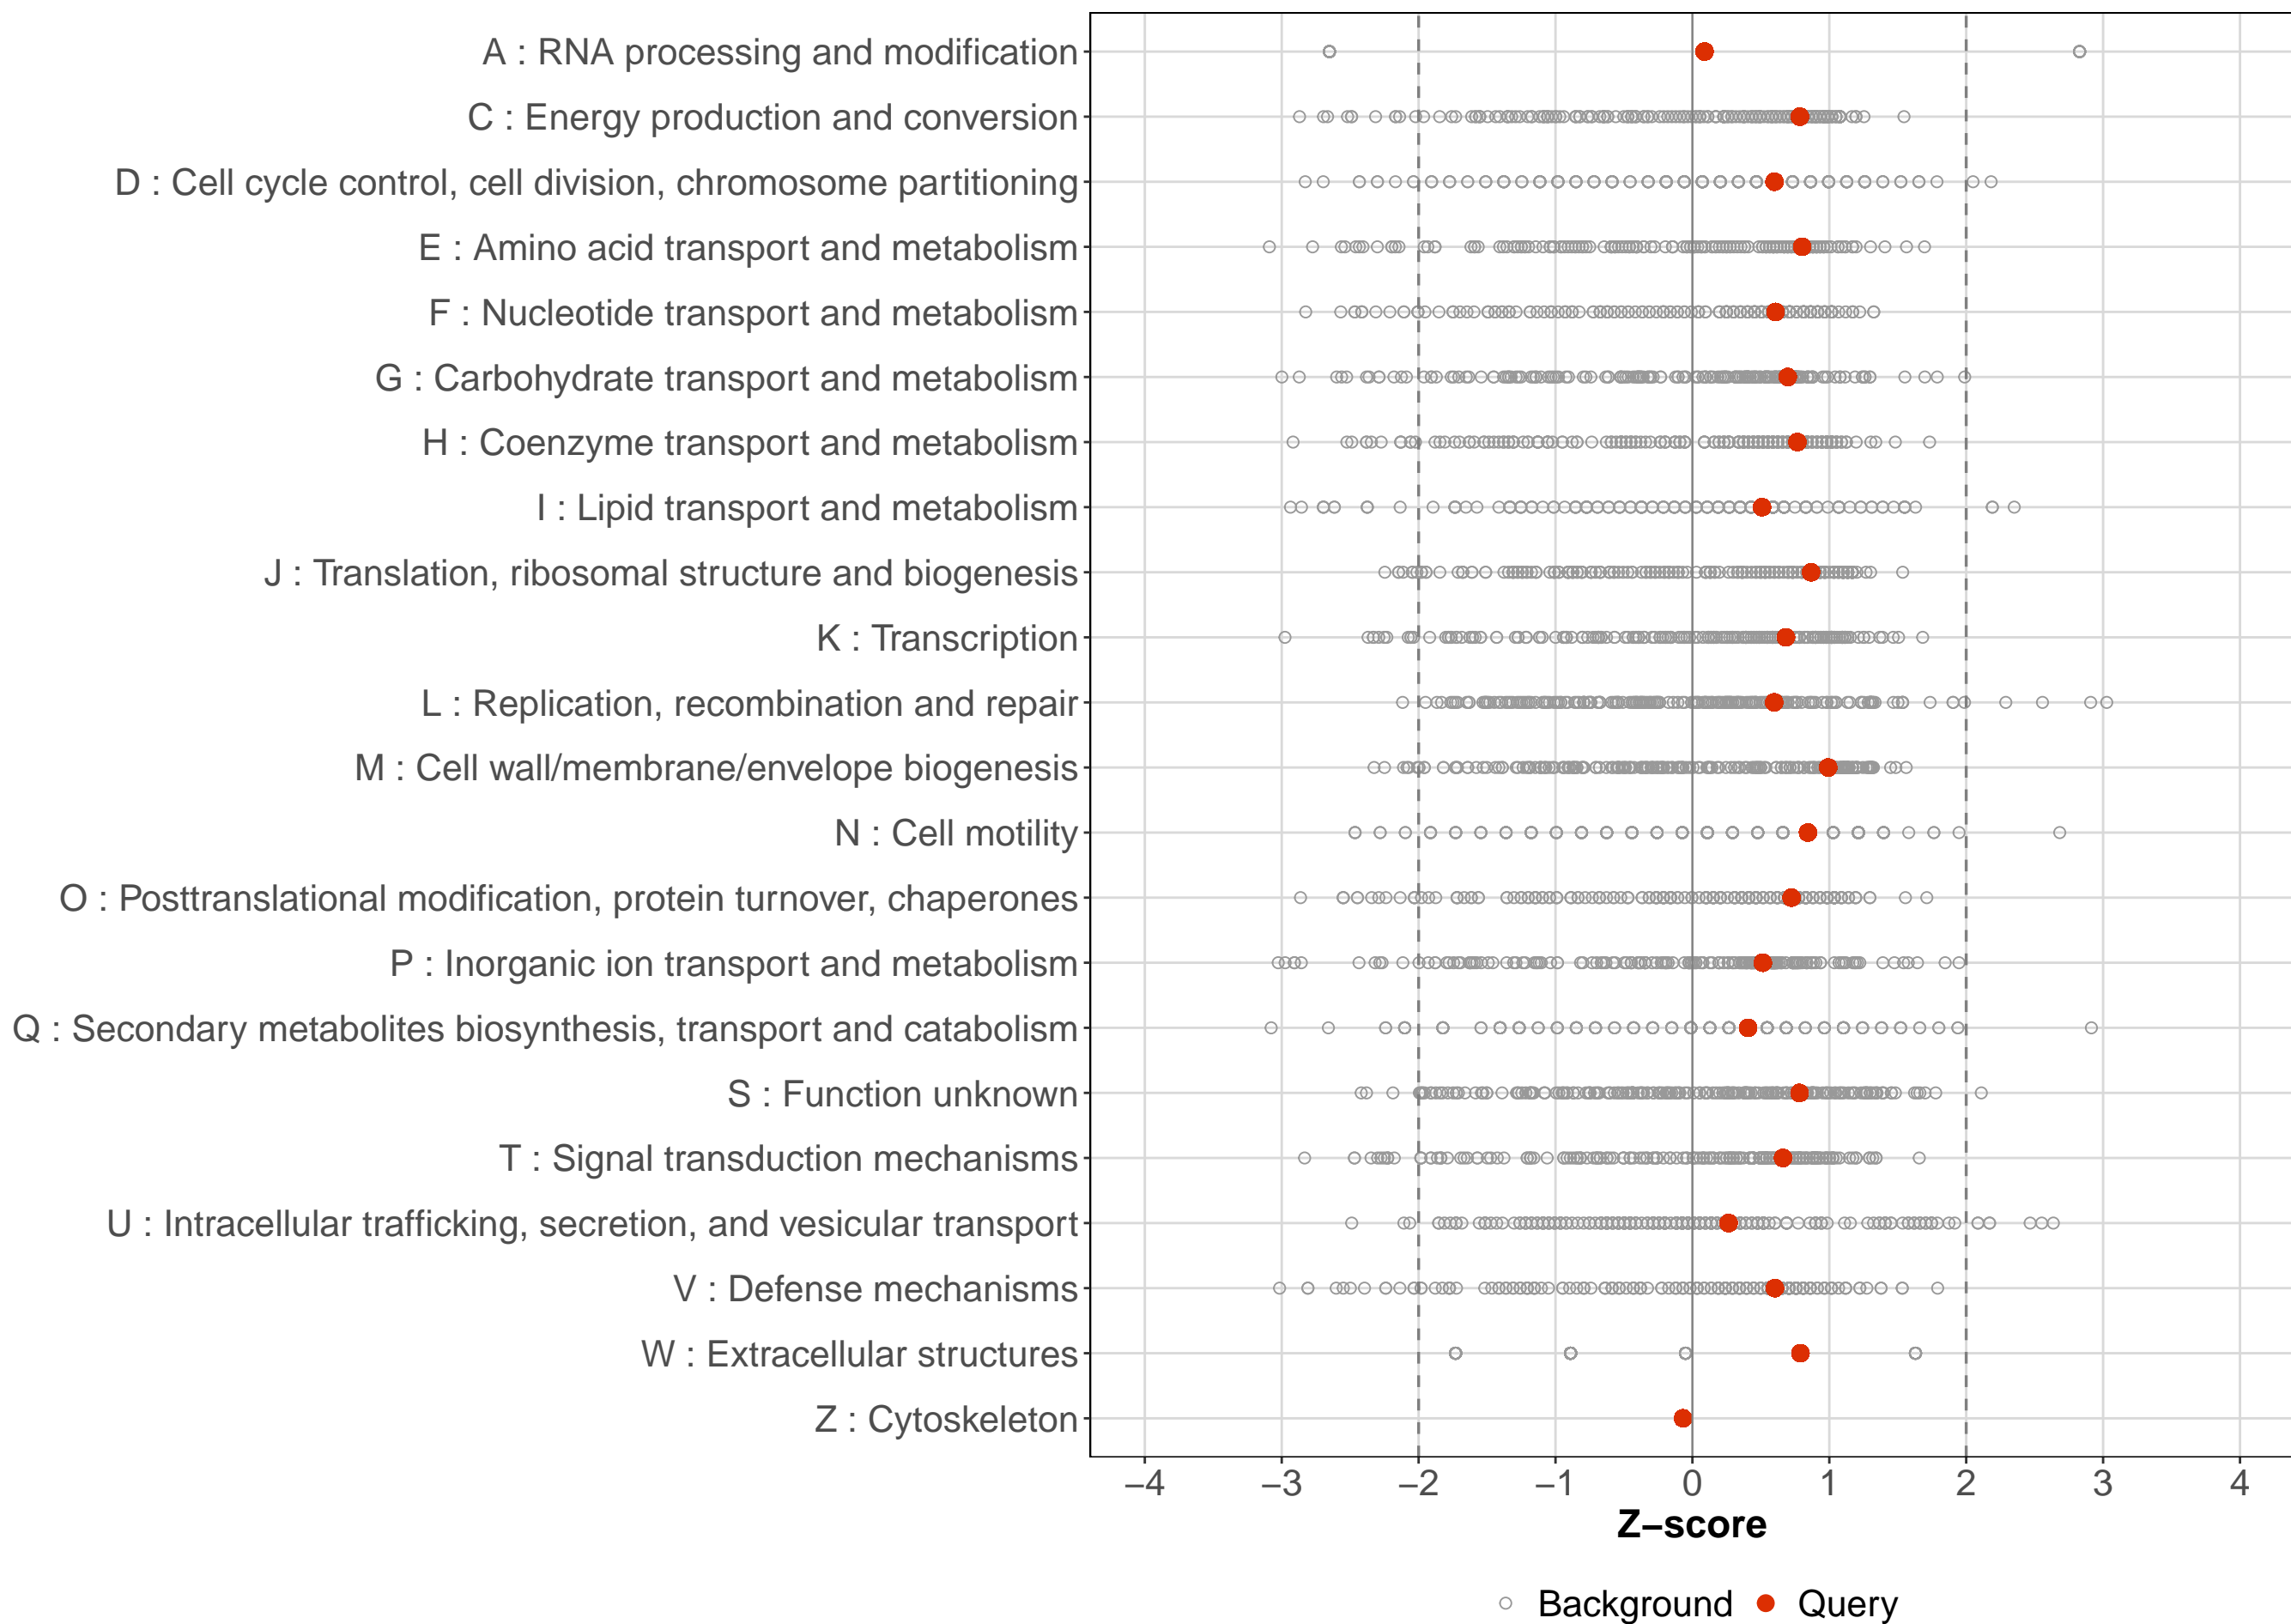 A : RNA processing and modification
C : Energy production and conversion
D : Cell cycle control, cell division, chromosome partitioning
E : Amino acid transport and metabolism
F : Nucleotide transport and metabolism
G : Carbohydrate transport and metabolism
H : Coenzyme transport and metabolism
I : Lipid transport and metabolism
J : Translation, ribosomal structure and biogenesis
K : Transcription
L : Replication, recombination and repair
M : Cell wall/membrane/envelope biogenesis
N : Cell motility
O : Posttranslational modification, protein turnover, chaperones
P : Inorganic ion transport and metabolism
Q : Secondary metabolites biosynthesis, transport and catabolism
S : Function unknown
T : Signal transduction mechanisms
U : Intracellular trafficking, secretion, and vesicular transport
V : Defense mechanisms
W : Extracellular structures
Z : Cytoskeleton
−4 −3 −2 −1 0 1 2 3 4
Z−score
Background Query